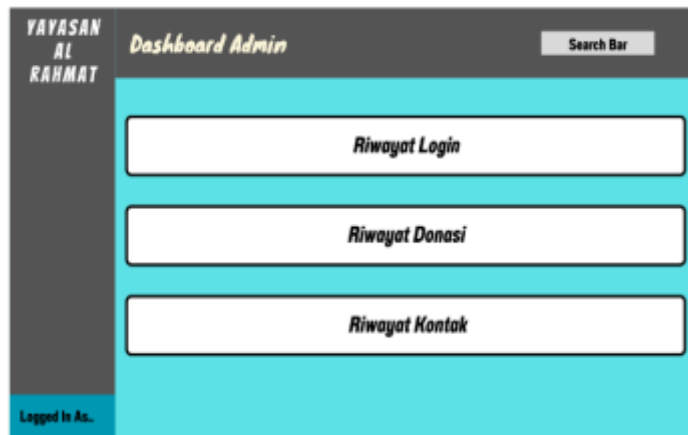 YAYASAN
AL
RAHMAT
Dashboard Admin
Search Bar
Riwayat Login
Riwayat Donasi
Riwayat Kontak
Logged In As..